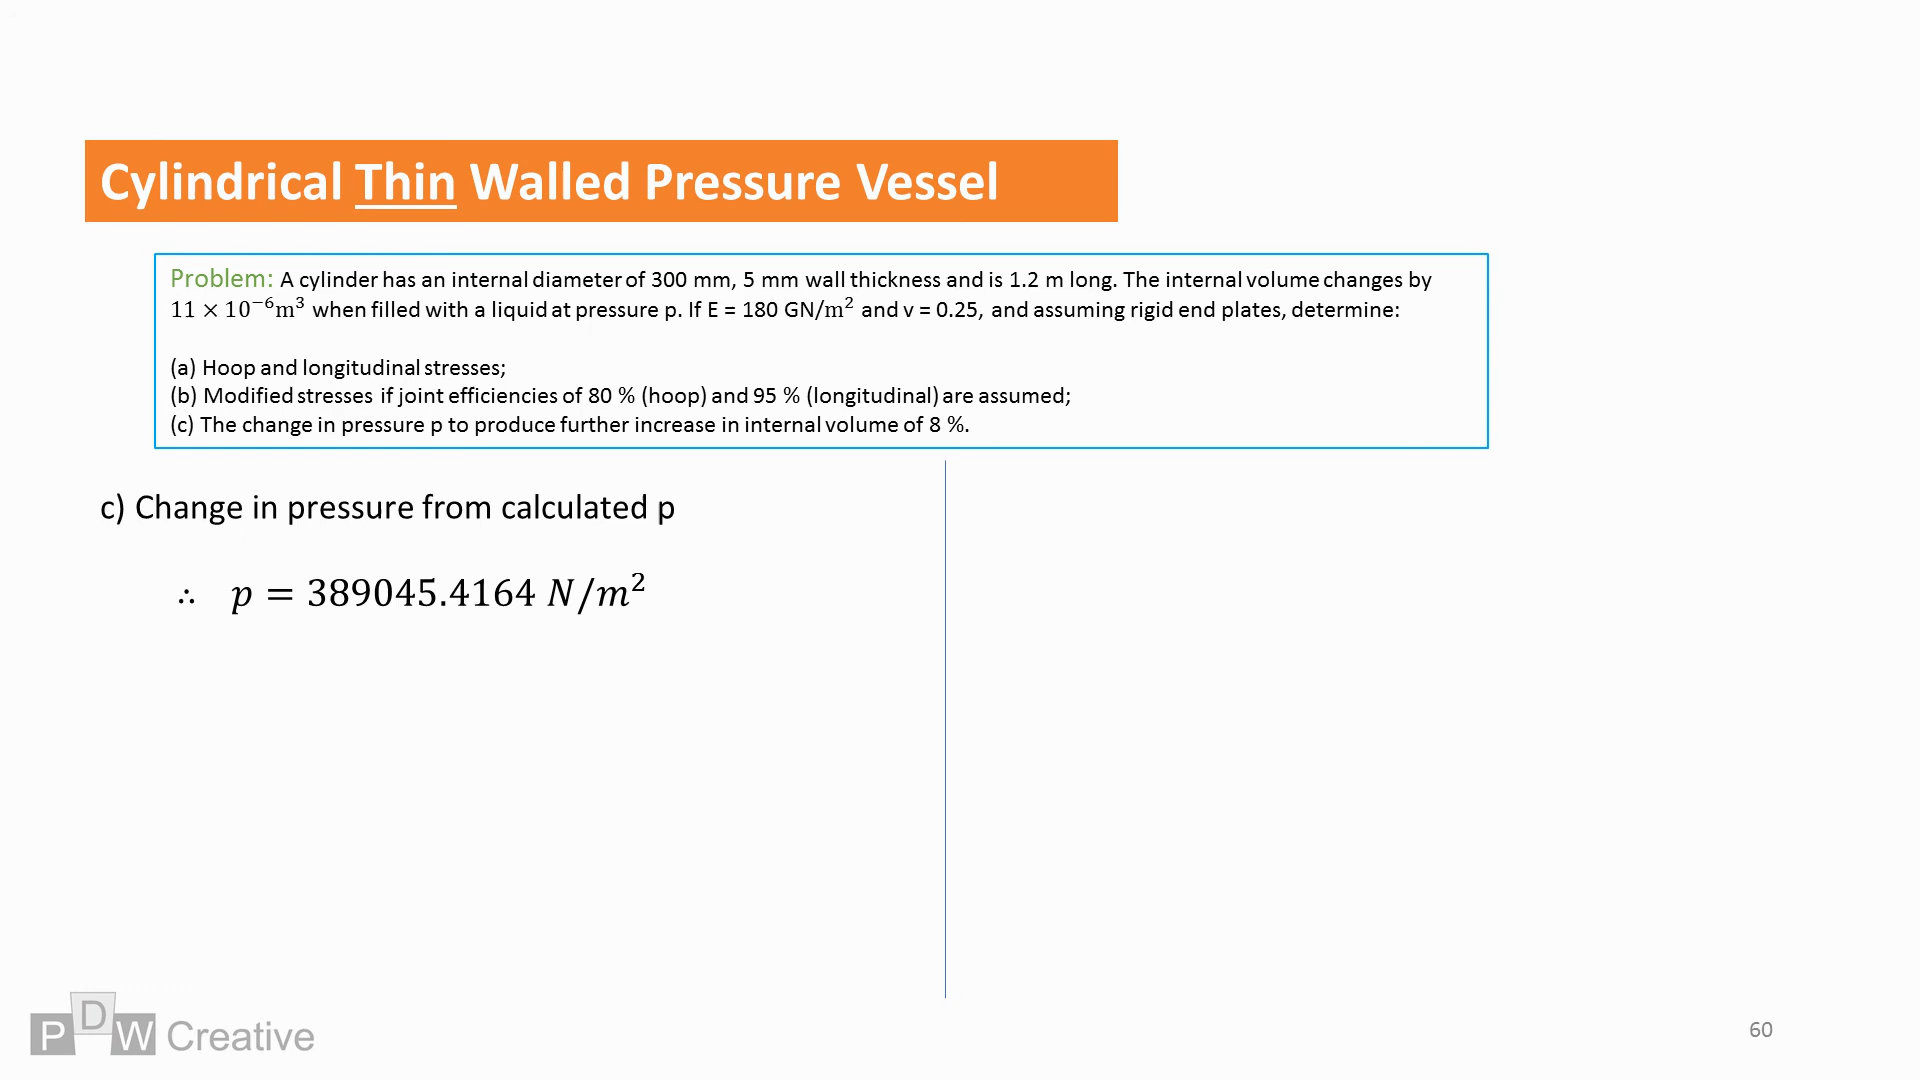 Cylindrical Thin Walled Pressure Vessel
Problem: A cylinder has an internal diameter of 300 mm, 5 mm wall thickness and is 1.2 m long. The internal volume changes by
11 × 10⁻⁶m³ when filled with a liquid at pressure p. If E = 180 GN/m² and v = 0.25, and assuming rigid end plates, determine:
(a) Hoop and longitudinal stresses;
(b) Modified stresses if joint efficiencies of 80 % (hoop) and 95 % (longitudinal) are assumed;
(c) The change in pressure p to produce further increase in internal volume of 8 %.
c) Change in pressure from calculated p
∴ p = 389045.4164 N/m²
PDW Creative
60